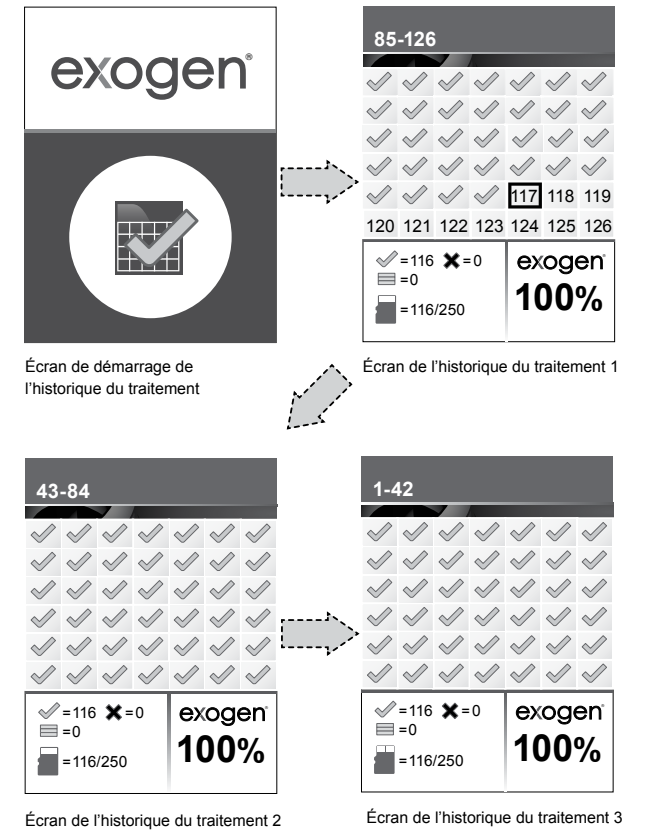 exogen®
Écran de démarrage de
l'historique du traitement
85-126
117 118 119
120 121 122 123 124 125 126
=116 =0
=0
=116/250
exogen
100%
Écran de l'historique du traitement 1
43-84
=116 =0
=0
=116/250
exogen
100%
Écran de l'historique du traitement 2
1-42
=116 =0
=0
=116/250
exogen
100%
Écran de l'historique du traitement 3